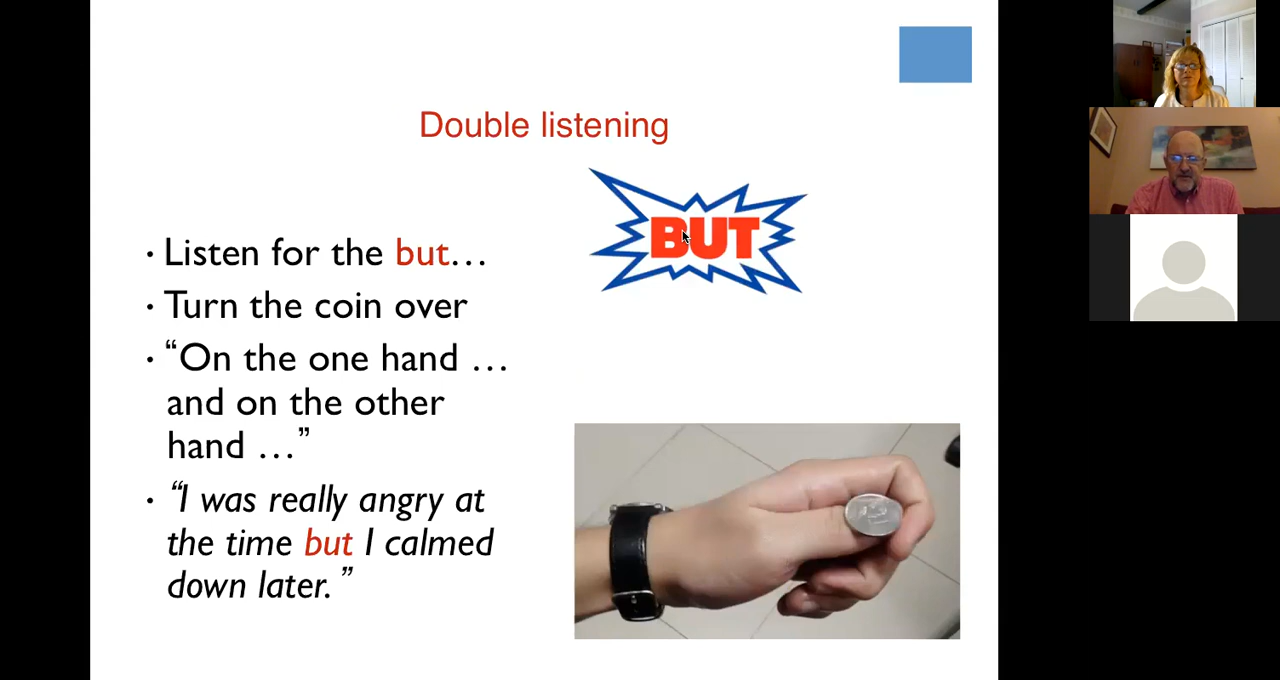 Double listening
BUT
• Listen for the but…
• Turn the coin over
• “On the one hand …
and on the other
hand …”
• “I was really angry at
the time but I calmed
down later. ”